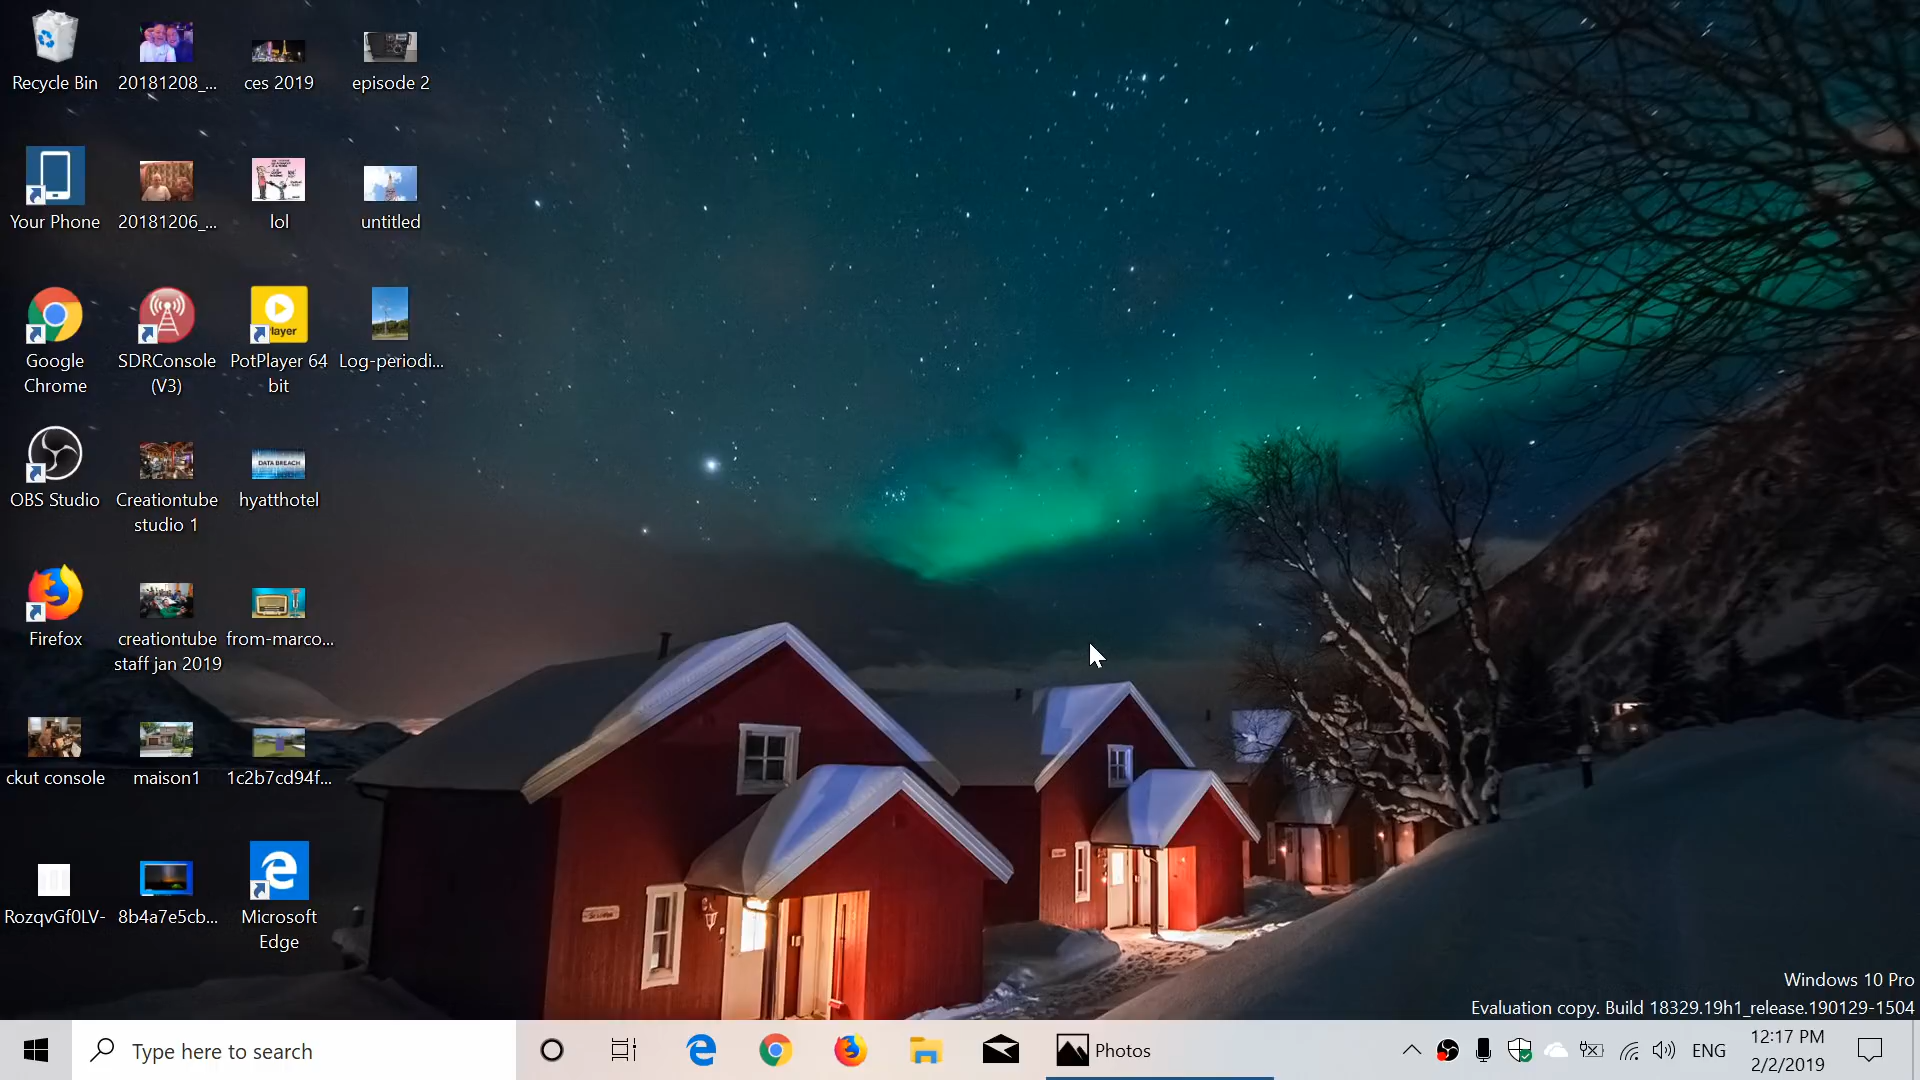 Recycle Bin
20181208_...
ces 2019
episode 2
Your Phone
20181206_...
lol
untitled
Google
Chrome
SDRConsole
(V3)
layer
PotPlayer 64
bit
Log-periodi...
OBS Studio
Creationtube
studio 1
DATA BREACH
hyatthotel
Firefox
creationtube
staff jan 2019
from-marco...
ckut console
maison1
1c2b7cd94f...
RozqvGf0LV-
8b4a7e5cb...
Microsoft
Edge
Windows 10 Pro
Evaluation copy. Build 18329.19h1_release.190129-1504
Type here to search
Photos
ENG
12:17 PM
2/2/2019